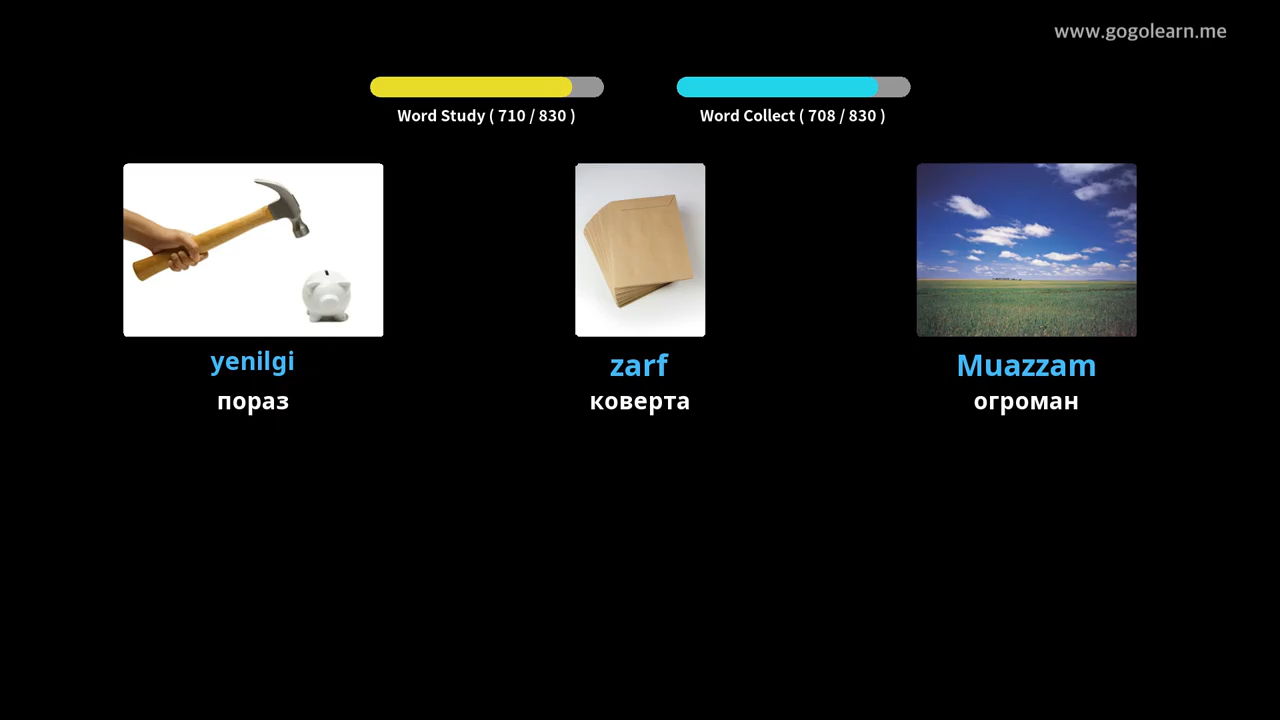 www.gogolearn.me
Word Study ( 710 / 830 )
Word Collect ( 708 / 830 )
yenilgi
zarf
Muazzam
пораз
коверта
огроман